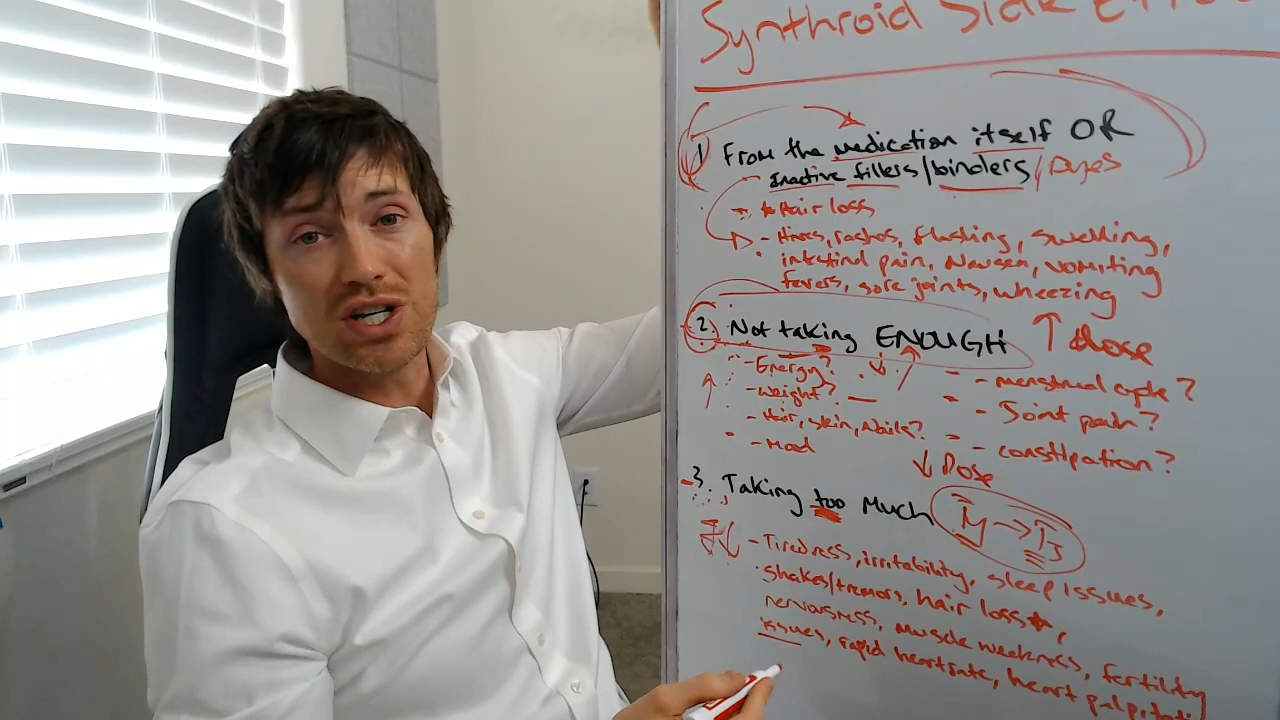 Synthroid Side Effec
1) From the medication itself OR
Inactive fillers/binders/Dyes
- * Hair loss
- Hives, rashes, flushing, swelling,
intestinal pain, Nausea, vomiting
fevers, sore joints, wheezing
2. Not taking ENOUGH ↑ dose
- Energy? ↓
- weight?
- Hair, skin, Nails?
- Mood
- menstrual cycle?
- Joint pain?
- constipation?
3. Taking too Much ↓ Dose
T4 → T3
- Tiredness, irritability, sleep issues,
shakes/tremors, hair loss,
nervousness, muscle weakness, fertility
issues, rapid heartrate, heart palpitati